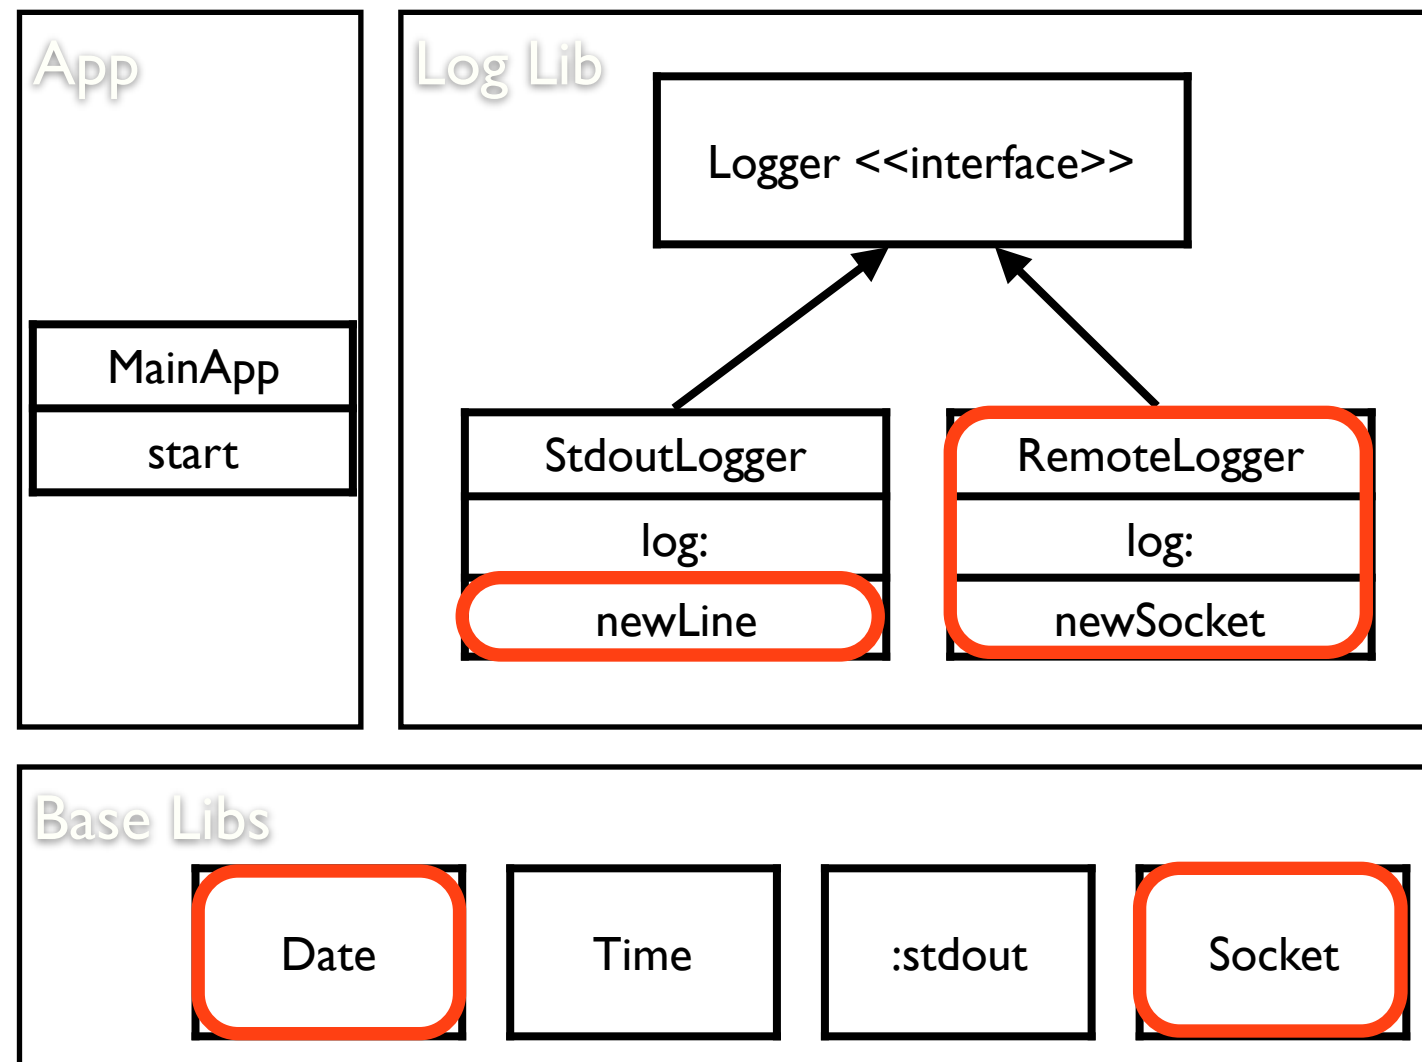 App
MainApp
start
Log Lib
Logger <<interface>>
StdoutLogger
log:
newLine
RemoteLogger
log:
newSocket
Base Libs
Date
Time
:stdout
Socket